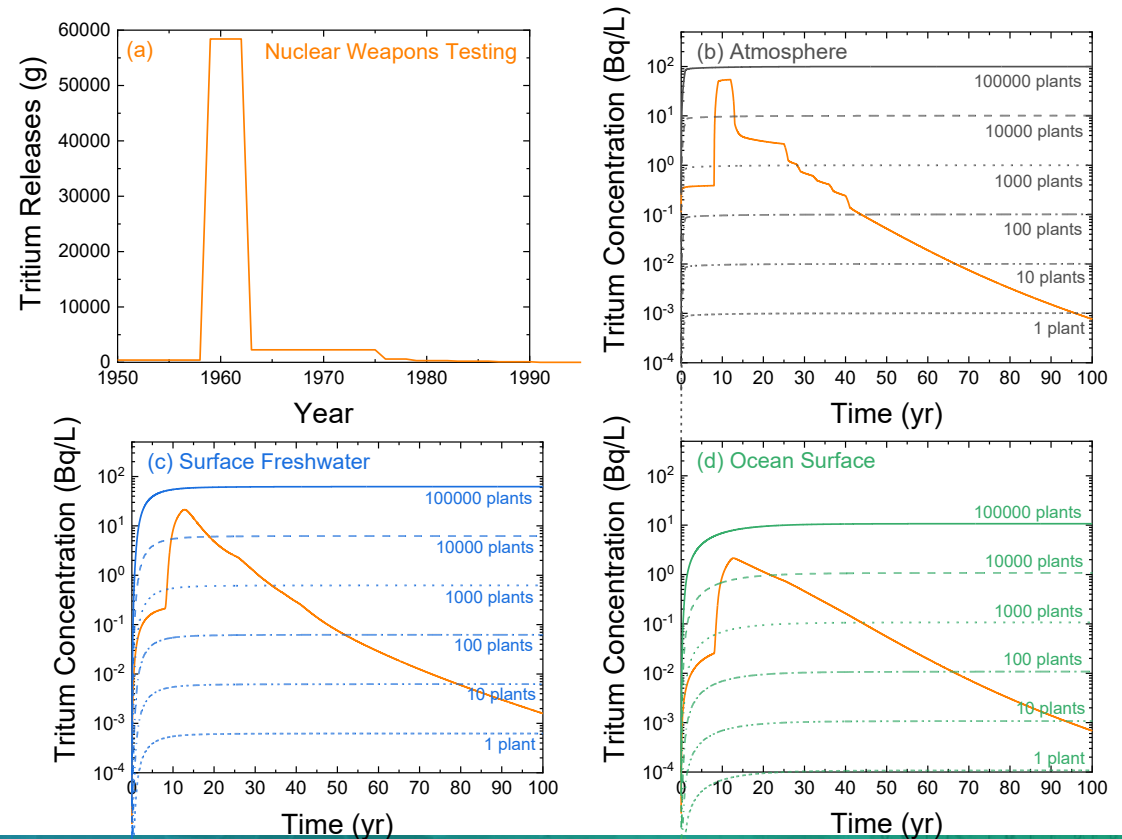 (a) Nuclear Weapons Testing
Tritium Releases (g)
60000
50000
40000
30000
20000
10000
0
1950 1960 1970 1980 1990
Year
(b) Atmosphere
Tritum Concentration (Bq/L)
10²
10¹
10⁰
10⁻¹
10⁻²
10⁻³
10⁻⁴
100000 plants
10000 plants
1000 plants
100 plants
10 plants
1 plant
0 10 20 30 40 50 60 70 80 90 100
Time (yr)
(c) Surface Freshwater
Tritum Concentration (Bq/L)
10²
10¹
10⁰
10⁻¹
10⁻²
10⁻³
10⁻⁴
100000 plants
10000 plants
1000 plants
100 plants
10 plants
1 plant
0 10 20 30 40 50 60 70 80 90 100
Time (yr)
(d) Ocean Surface
Tritum Concentration (Bq/L)
10²
10¹
10⁰
10⁻¹
10⁻²
10⁻³
10⁻⁴
100000 plants
10000 plants
1000 plants
100 plants
10 plants
1 plant
0 10 20 30 40 50 60 70 80 90 100
Time (yr)